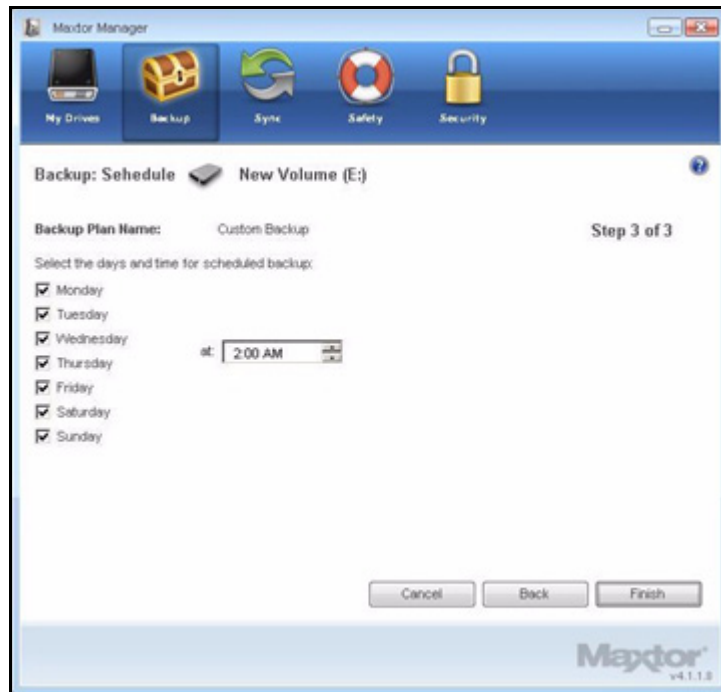 Maxtor Manager
My Drives Backup Sync Safety Security
Backup: Sehedule New Volume (E:)
Backup Plan Name: Custom Backup Step 3 of 3
Select the days and time for scheduled backup:
Monday
Tuesday
Wednesday
at: 2:00 AM
Thursday
Friday
Saturday
Sunday
Cancel Back Finish
Maxtor
v4.1.1.8